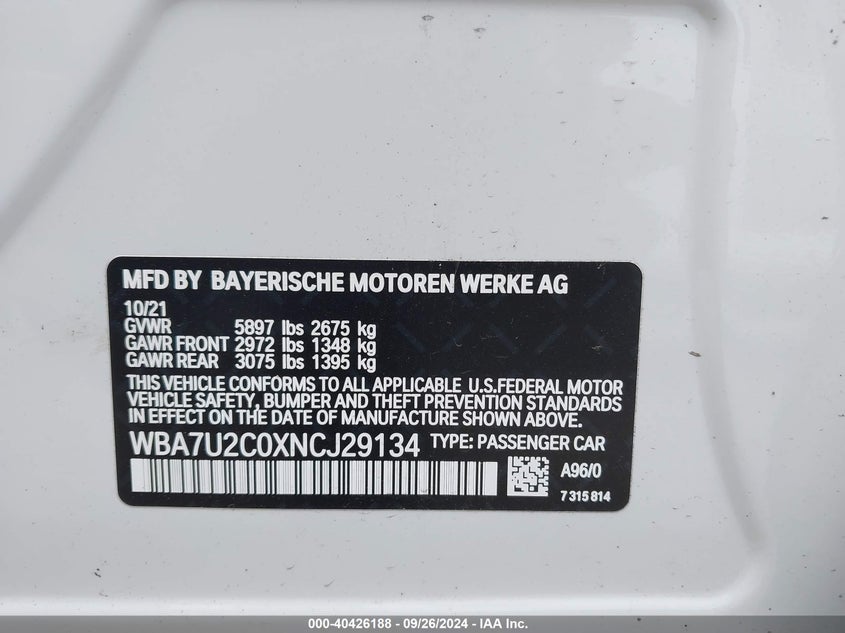 MFD BY BAYERISCHE MOTOREN WERKE AG
10/21
GVWR 5897 lbs 2675 kg
GAWR FRONT 2972 lbs 1348 kg
GAWR REAR 3075 lbs 1395 kg
THIS VEHICLE CONFORMS TO ALL APPLICABLE U.S.FEDERAL MOTOR
VEHICLE SAFETY, BUMPER AND THEFT PREVENTION STANDARDS
IN EFFECT ON THE DATE OF MANUFACTURE SHOWN ABOVE.
WBA7U2C0XNCJ29134 TYPE: PASSENGER CAR
A96/0
7 315 814
000-40426188 - 09/26/2024 - IAA Inc.